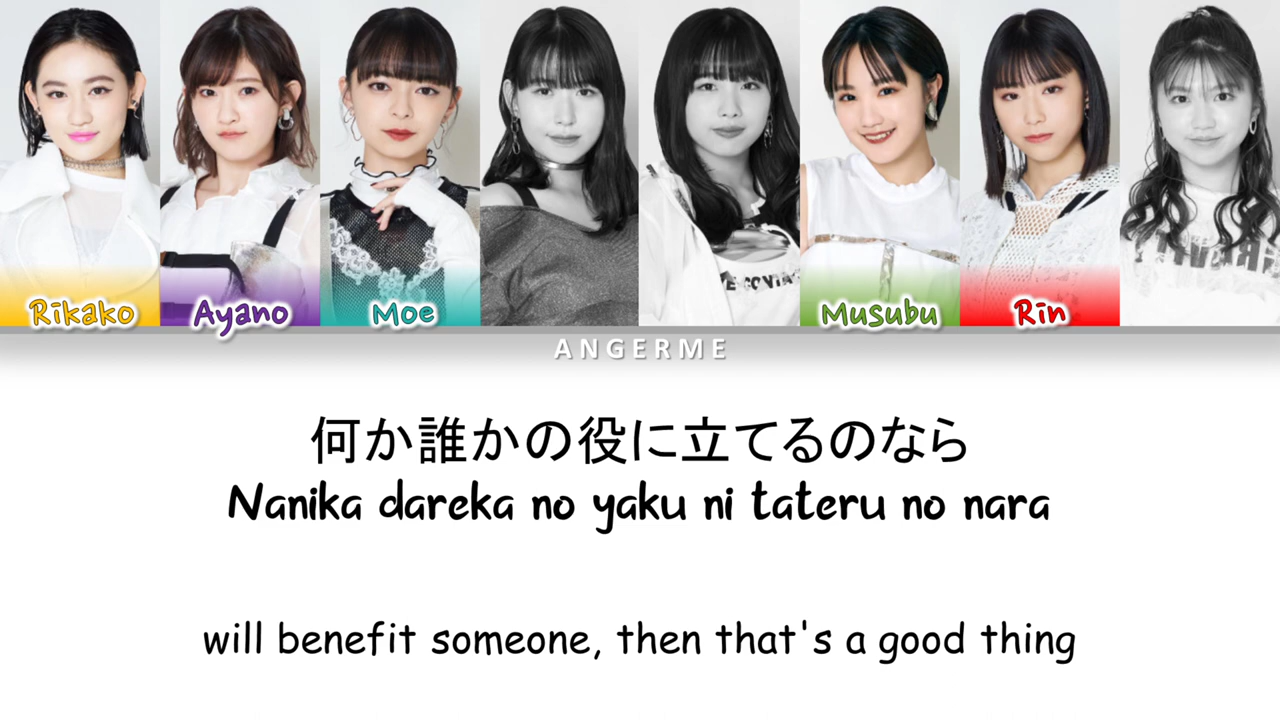 Rikako
Ayano
Moe
Musubu
Rin
ANGERME
何か誰かの役に立てるのなら
Nanika dareka no yaku ni tateru no nara
will benefit someone, then that's a good thing